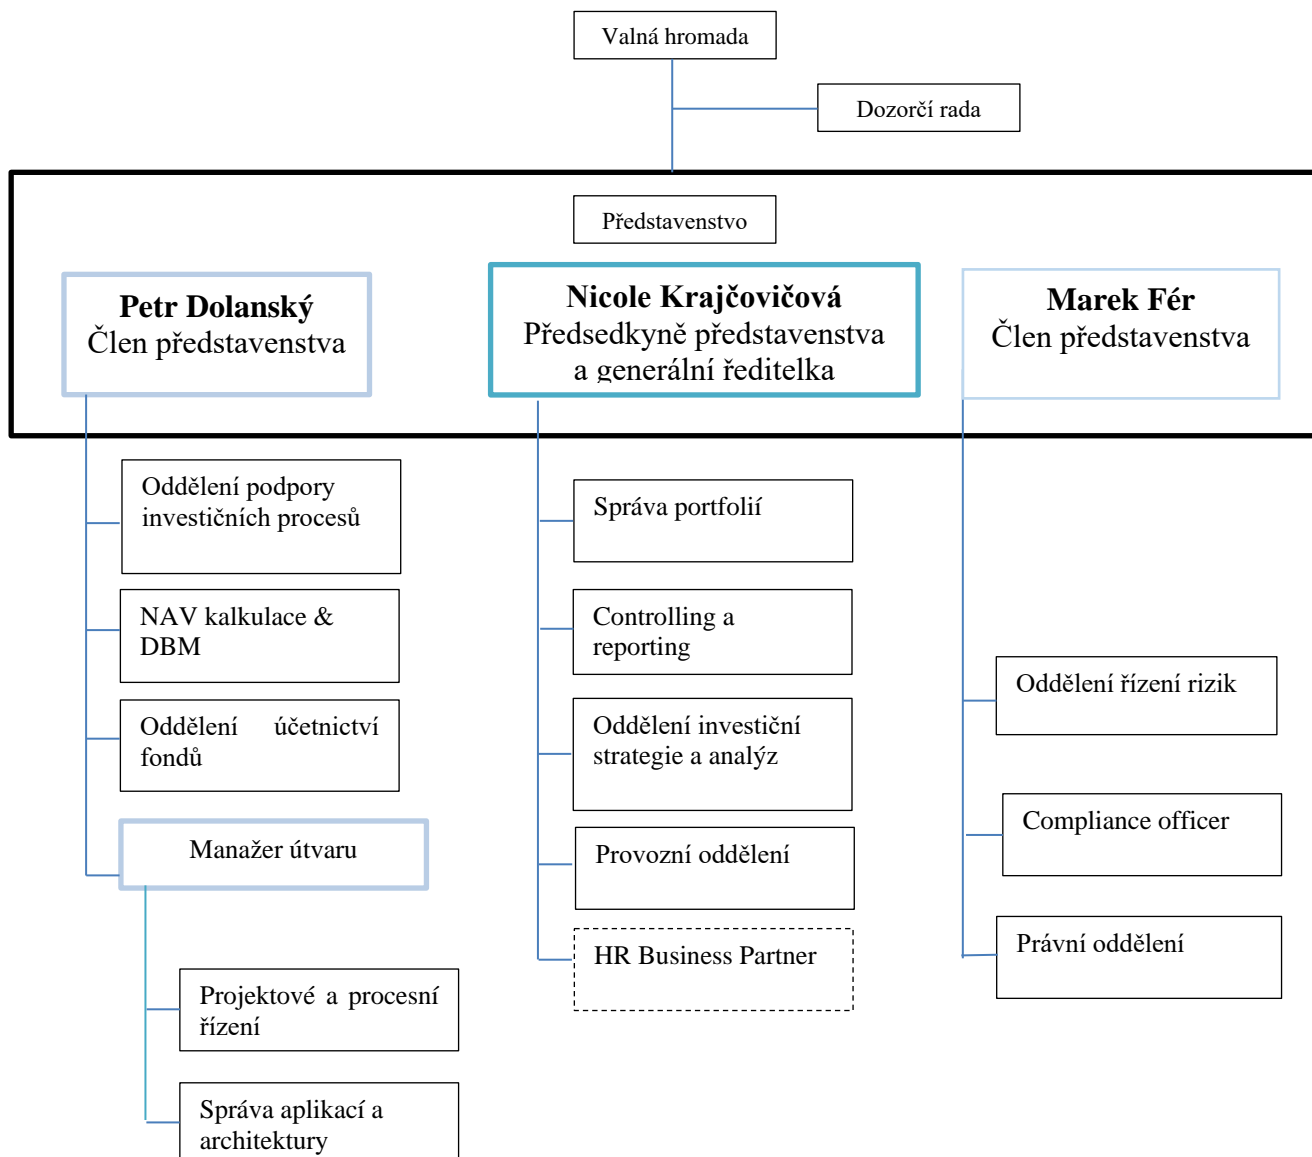 Valná hromada
Dozorčí rada
Představenstvo
Petr Dolanský
Člen představenstva
Nicole Krajčovičová
Předsedkyně představenstva
a generální ředitelka
Marek Fér
Člen představenstva
Oddělení podpory
investičních procesů
NAV kalkulace &
DBM
Oddělení účetnictví
fondů
Manažer útvaru
Projektové a procesní
řízení
Správa aplikací a
architektury
Správa portfolií
Controlling a
reporting
Oddělení investiční
strategie a analýz
Provozní oddělení
HR Business Partner
Oddělení řízení rizik
Compliance officer
Právní oddělení